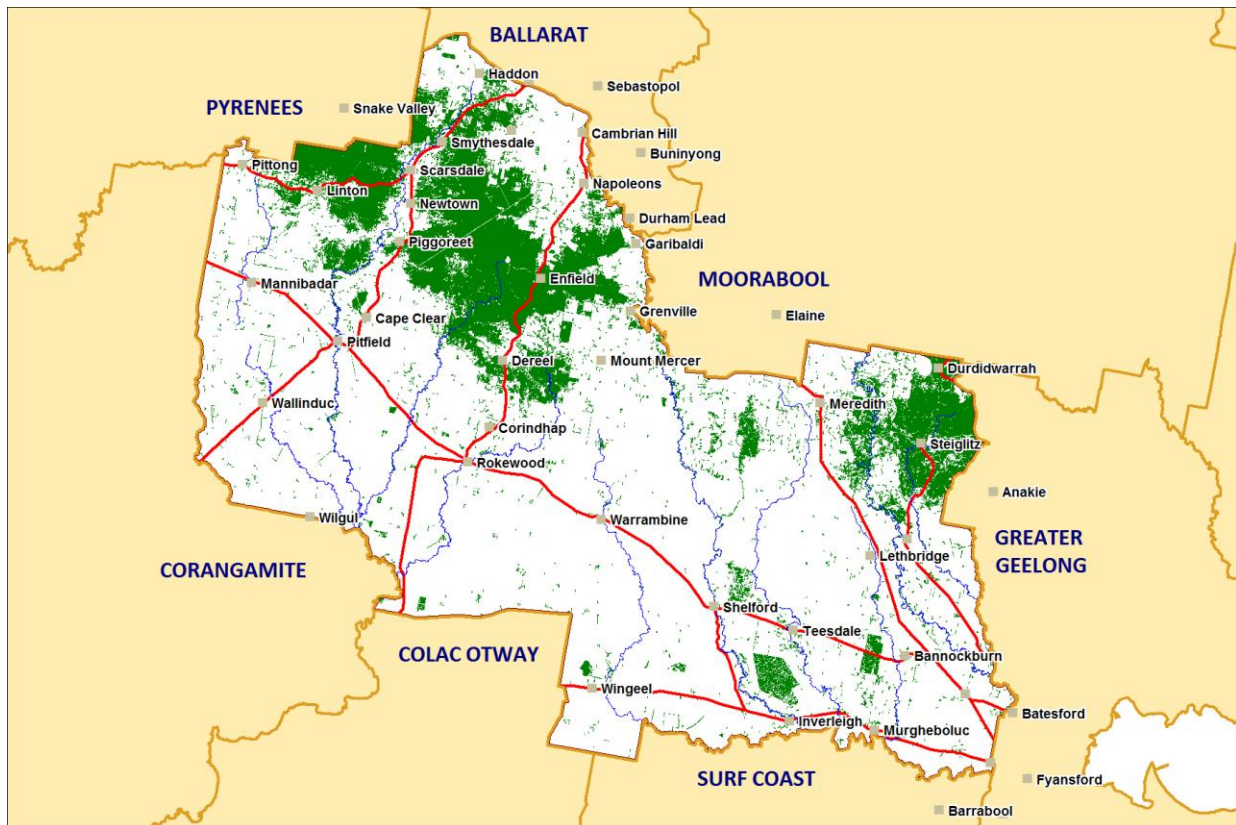 BALLARAT
Haddon
Sebastopol
PYRENEES
Snake Valley
Cambrian Hill
Smythesdale
Buninyong
Pittong
Scarsdale
Linton
Napoleons
Newtown
Durham Lead
Piggoreet
Garibaldi
Enfield
MOORABOOL
Mannibadar
Grenville
Elaine
Cape Clear
Pitfield
Dereel
Mount Mercer
Durdidwarrah
Wallinduc
Meredith
Corindhap
Steiglitz
Rokewood
Anakie
Wilgul
Warrambine
GREATER
GEELONG
Lethbridge
CORANGAMITE
Shelford
Teesdale
COLAC OTWAY
Bannockburn
Wingeel
Batesford
Inverleigh
Murgheboluc
SURF COAST
Fyansford
Barrabool